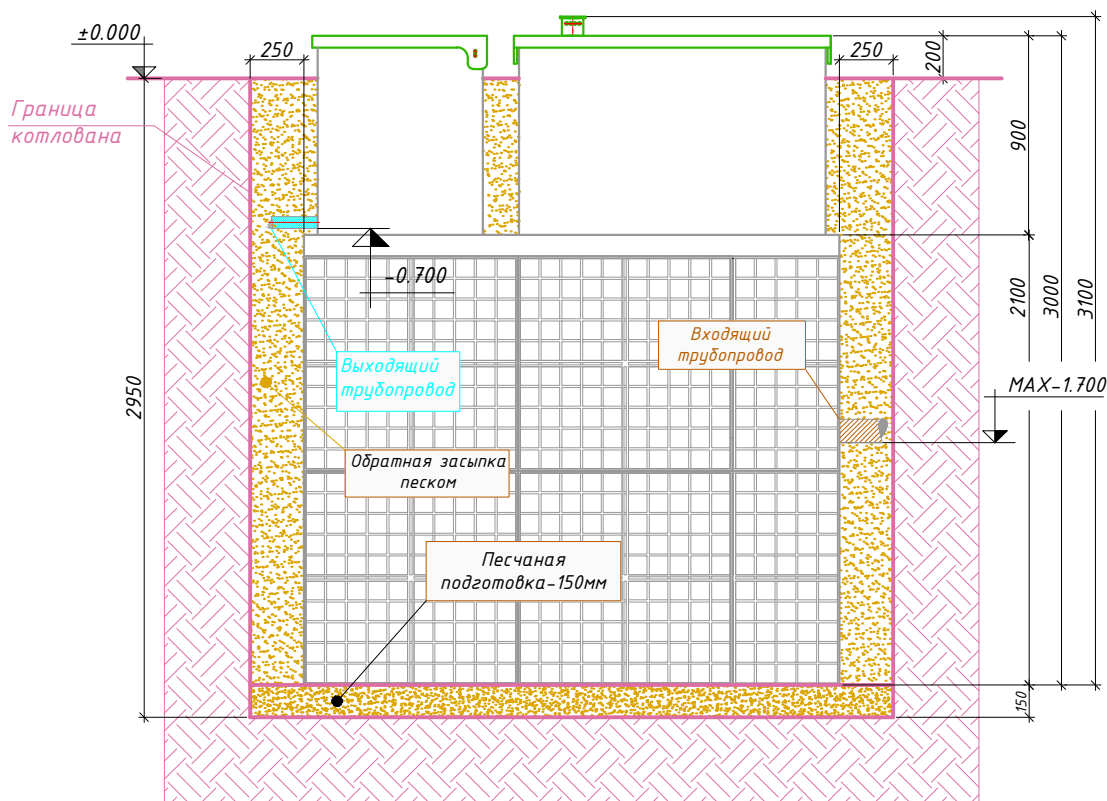 ±0.000
250
250
200
Граница
котлована
900
-0.700
2100
3000
3100
Входящий
трубопровод
Выходящий
трубопровод
MAX-1.700
2950
Обратная засыпка
песком
Песчаная
подготовка-150мм
150